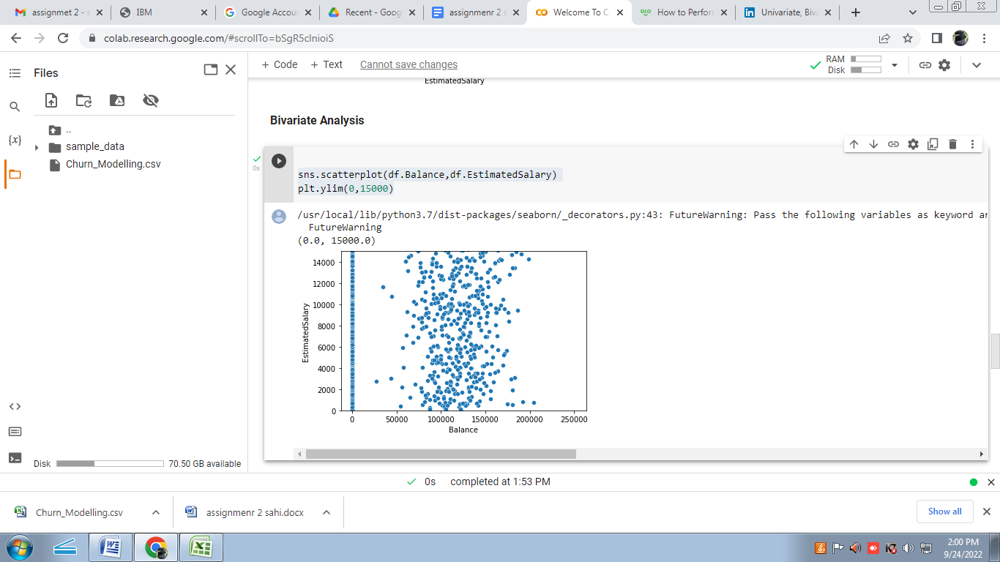 assignmet 2 - s
IBM
Google Accou
Recent - Goog
assignmenr 2 s
Welcome To C
How to Perfor
Univariate, Biva
colab.research.google.com/#scrollTo=bSgR5cInioiS
Files
+ Code + Text Cannot save changes
RAM
Disk
EstimatedSalary
..
sample_data
Churn_Modelling.csv
{x}
Bivariate Analysis
0s
sns.scatterplot(df.Balance,df.EstimatedSalary)
plt.ylim(0,15000)
/usr/local/lib/python3.7/dist-packages/seaborn/_decorators.py:43: FutureWarning: Pass the following variables as keyword ar
FutureWarning
(0.0, 15000.0)
14000
12000
10000
8000
6000
4000
2000
0
EstimatedSalary
0 50000 100000 150000 200000 250000
Balance
<>
Disk 70.50 GB available
0s completed at 1:53 PM
Churn_Modelling.csv
assignmenr 2 sahi.docx
Show all
2:00 PM
9/24/2022